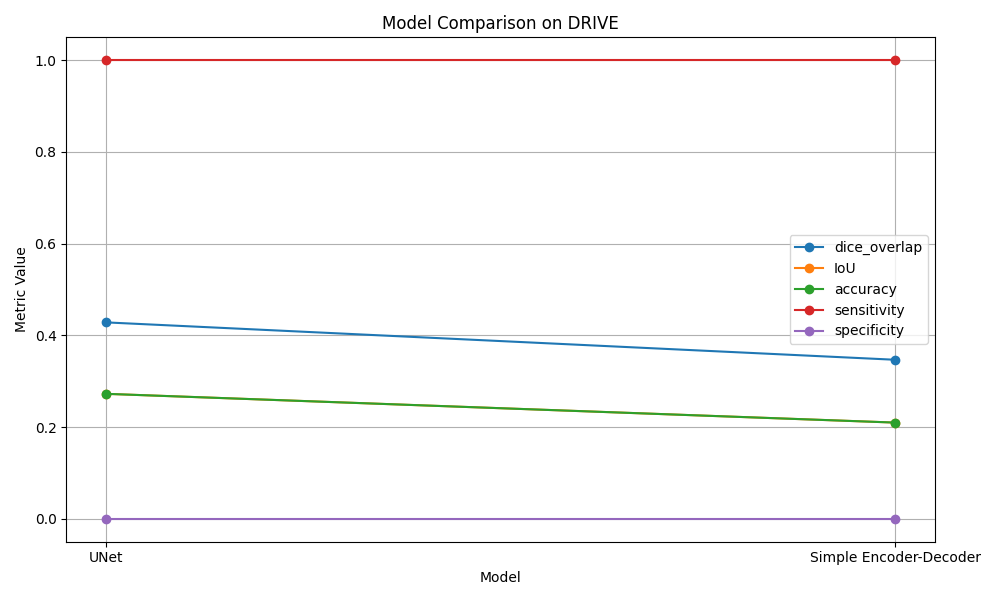 Model Comparison on DRIVE
Metric Value
1.0
0.8
0.6
0.4
0.2
0.0
dice_overlap
IoU
accuracy
sensitivity
specificity
UNet
Simple Encoder-Decoder
Model